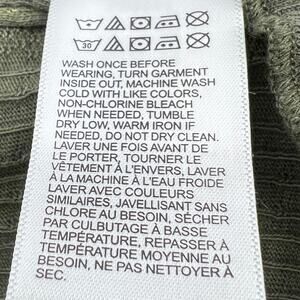 30
WASH ONCE BEFORE
WEARING, TURN GARMENT
INSIDE OUT, MACHINE WASH
COLD WITH LIKE COLORS,
NON-CHLORINE BLEACH
WHEN NEEDED, TUMBLE
DRY LOW, WARM IRON IF
NEEDED, DO NOT DRY CLEAN.
LAVER UNE FOIS AVANT DE
LE PORTER, TOURNER LE
VÊTEMENT À L'ENVERS, LAVER
À LA MACHINE À L'EAU FROIDE
LAVER AVEC COULEURS
SIMILAIRES, JAVELLISANT SANS
CHLORE AU BESOIN, SÉCHER
PAR CULBUTAGE À BASSE
TEMPÉRATURE, REPASSER À
TEMPÉRATURE MOYENNE AU
BESOIN, NE PAS NETTOYER À
SEC.